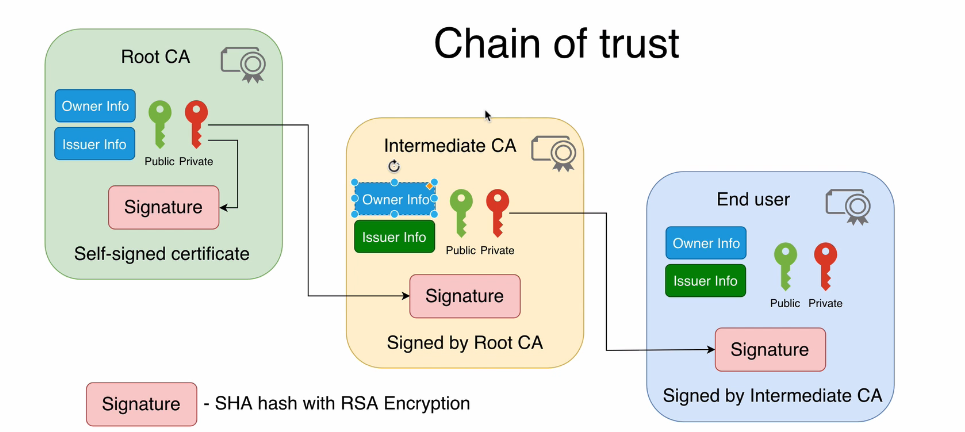 Chain of trust
Root CA
Owner Info
Issuer Info
Public Private
Signature
Self-signed certificate
Intermediate CA
Owner Info
Issuer Info
Public Private
Signature
Signed by Root CA
End user
Owner Info
Issuer Info
Public Private
Signature
Signed by Intermediate CA
Signature - SHA hash with RSA Encryption